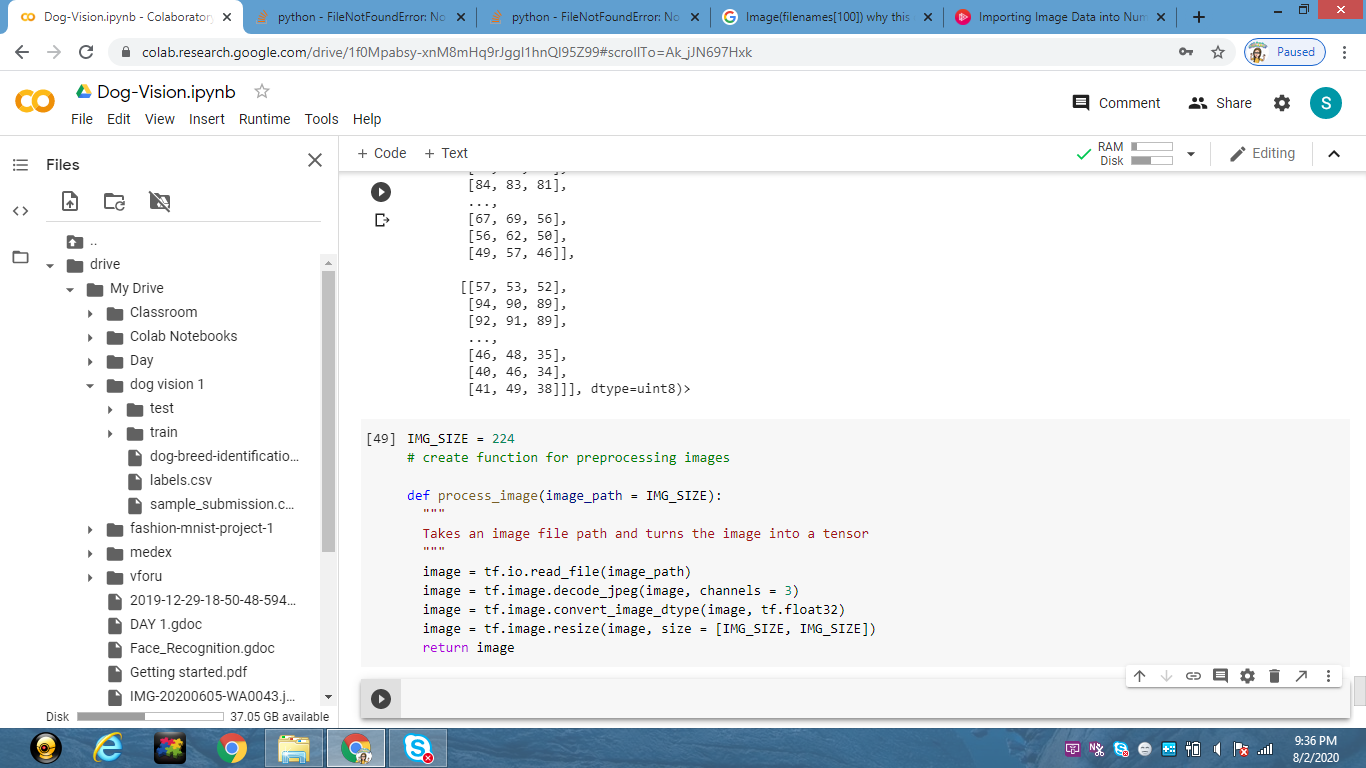 Dog-Vision.ipynb - Colaboratory
python - FileNotFoundError: No
python - FileNotFoundError: No
Image(filenames[100]) why this
Importing Image Data into Num
colab.research.google.com/drive/1f0Mpabsy-xnM8mHq9rJggI1hnQl95Z99#scrollTo=Ak_jJN697Hxk
Paused
Dog-Vision.ipynb
File Edit View Insert Runtime Tools Help
Comment
Share
S
Files
+ Code + Text
RAM
Disk
Editing
..
drive
My Drive
Classroom
Colab Notebooks
Day
dog vision 1
test
train
dog-breed-identificatio...
labels.csv
sample_submission.c...
fashion-mnist-project-1
medex
vforu
2019-12-29-18-50-48-594...
DAY 1.gdoc
Face_Recognition.gdoc
Getting started.pdf
IMG-20200605-WA0043.j...
Disk
37.05 GB available
[84, 83, 81],
...,
[67, 69, 56],
[56, 62, 50],
[49, 57, 46]],
[[57, 53, 52],
[94, 90, 89],
[92, 91, 89],
...,
[46, 48, 35],
[40, 46, 34],
[41, 49, 38]]], dtype=uint8)>
[49] IMG_SIZE = 224
# create function for preprocessing images
def process_image(image_path = IMG_SIZE):
"""
Takes an image file path and turns the image into a tensor
"""
image = tf.io.read_file(image_path)
image = tf.image.decode_jpeg(image, channels = 3)
image = tf.image.convert_image_dtype(image, tf.float32)
image = tf.image.resize(image, size = [IMG_SIZE, IMG_SIZE])
return image
9:36 PM
8/2/2020